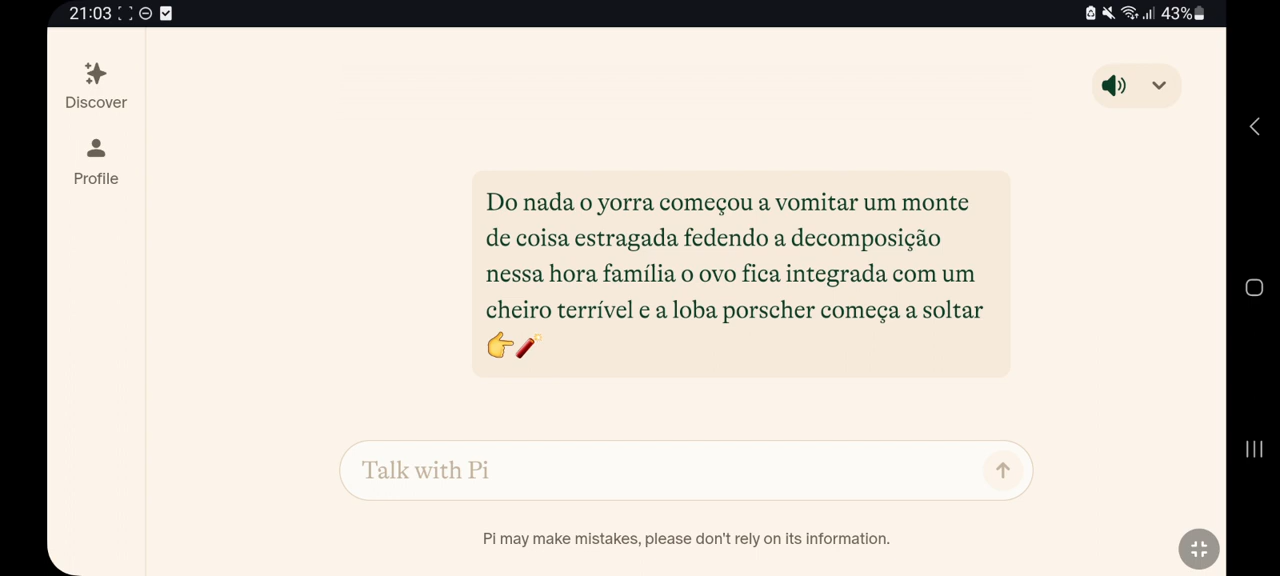 21:03
43%
Discover
Profile
Do nada o yorra começou a vomitar um monte
de coisa estragada fedendo a decomposição
nessa hora família o ovo fica integrada com um
cheiro terrível e a loba porscher começa a soltar
👉🧨
Talk with Pi
Pi may make mistakes, please don't rely on its information.